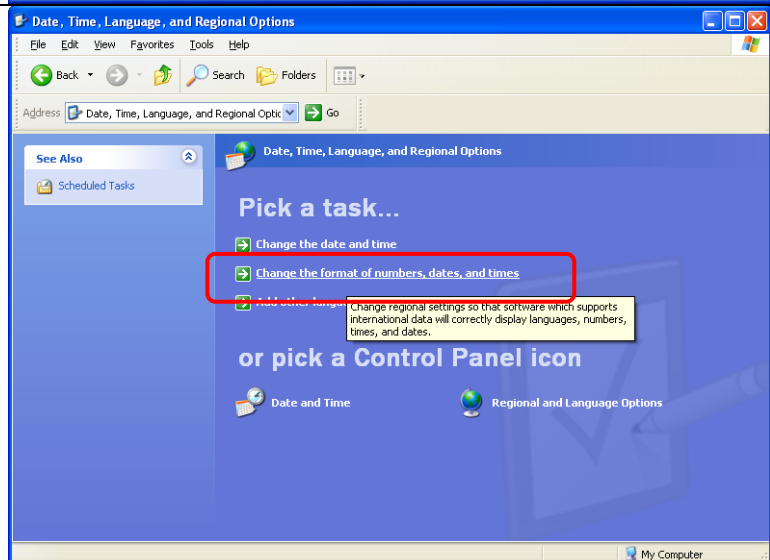 Date, Time, Language, and Regional Options
File Edit View Favorites Tools Help
Back Search Folders
Address Date, Time, Language, and Regional Optic Go
See Also
Scheduled Tasks
Date, Time, Language, and Regional Options
Pick a task...
Change the date and time
Change the format of numbers, dates, and times
Add other
Change regional settings so that software which supports
international data will correctly display languages, numbers,
times, and dates.
or pick a Control Panel icon
Date and Time Regional and Language Options
My Computer